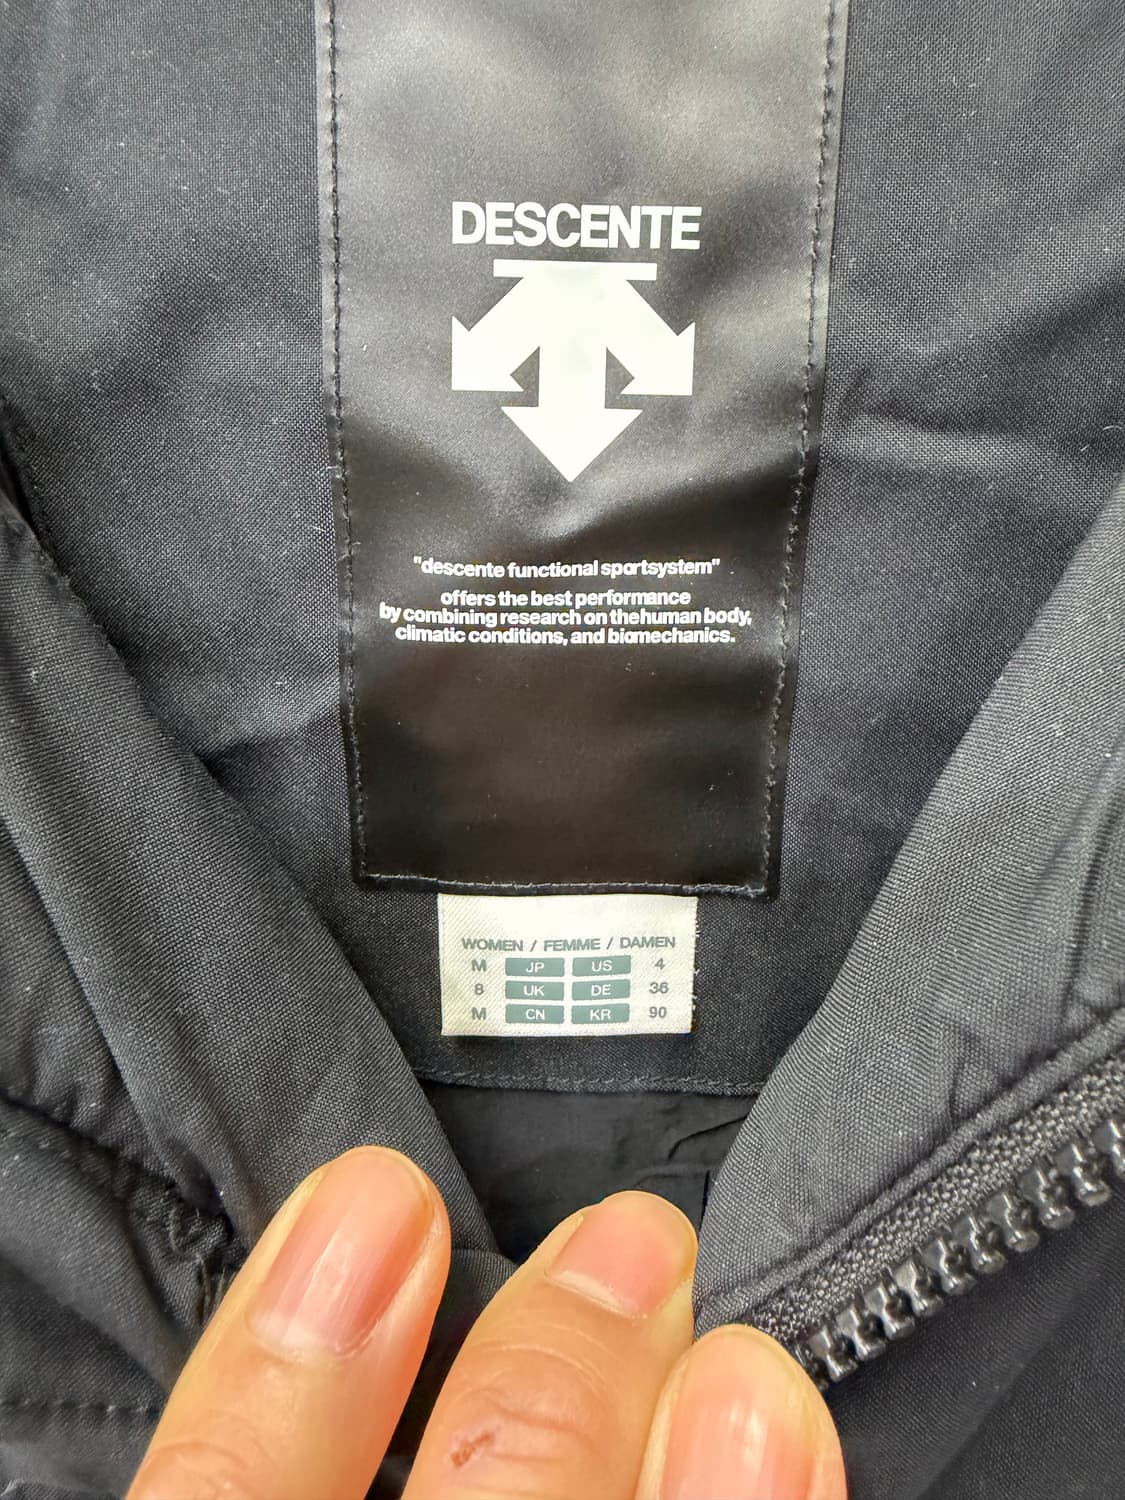 DESCENTE
"descente functional sportsystem"
offers the best performance
by combining research on thehuman body,
climatic conditions, and biomechanics.
WOMEN / FEMME / DAMEN
M JP US 4
8 UK DE 36
M CN KR 90